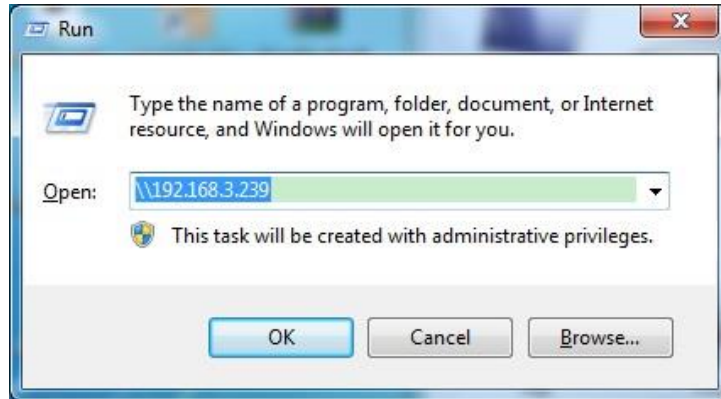 Run
Type the name of a program, folder, document, or Internet
resource, and Windows will open it for you.
Open: \\192.168.3.239
This task will be created with administrative privileges.
OK Cancel Browse...